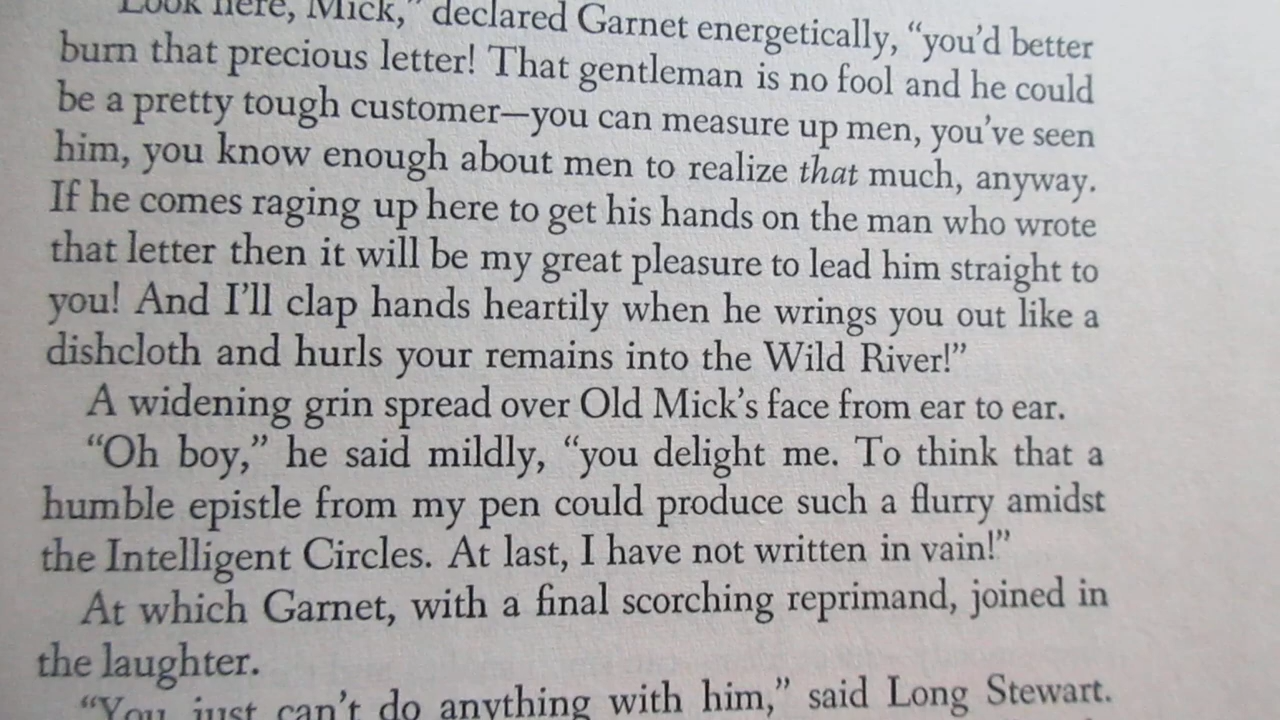 “Look here, Mick,” declared Garnet energetically, “you’d better
burn that precious letter! That gentleman is no fool and he could
be a pretty tough customer—you can measure up men, you’ve seen
him, you know enough about men to realize that much, anyway.
If he comes raging up here to get his hands on the man who wrote
that letter then it will be my great pleasure to lead him straight to
you! And I’ll clap hands heartily when he wrings you out like a
dishcloth and hurls your remains into the Wild River!”
A widening grin spread over Old Mick’s face from ear to ear.
“Oh boy,” he said mildly, “you delight me. To think that a
humble epistle from my pen could produce such a flurry amidst
the Intelligent Circles. At last, I have not written in vain!”
At which Garnet, with a final scorching reprimand, joined in
the laughter.
“You just can’t do anything with him,” said Long Stewart.